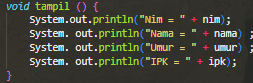 void tampil () {
System. out.println("Nim = " + nim);
System. out.println("Nama = " + nama) ;
System. out.println("Umur = " + umur) ;
System. out.println("IPK = " + ipk);
}